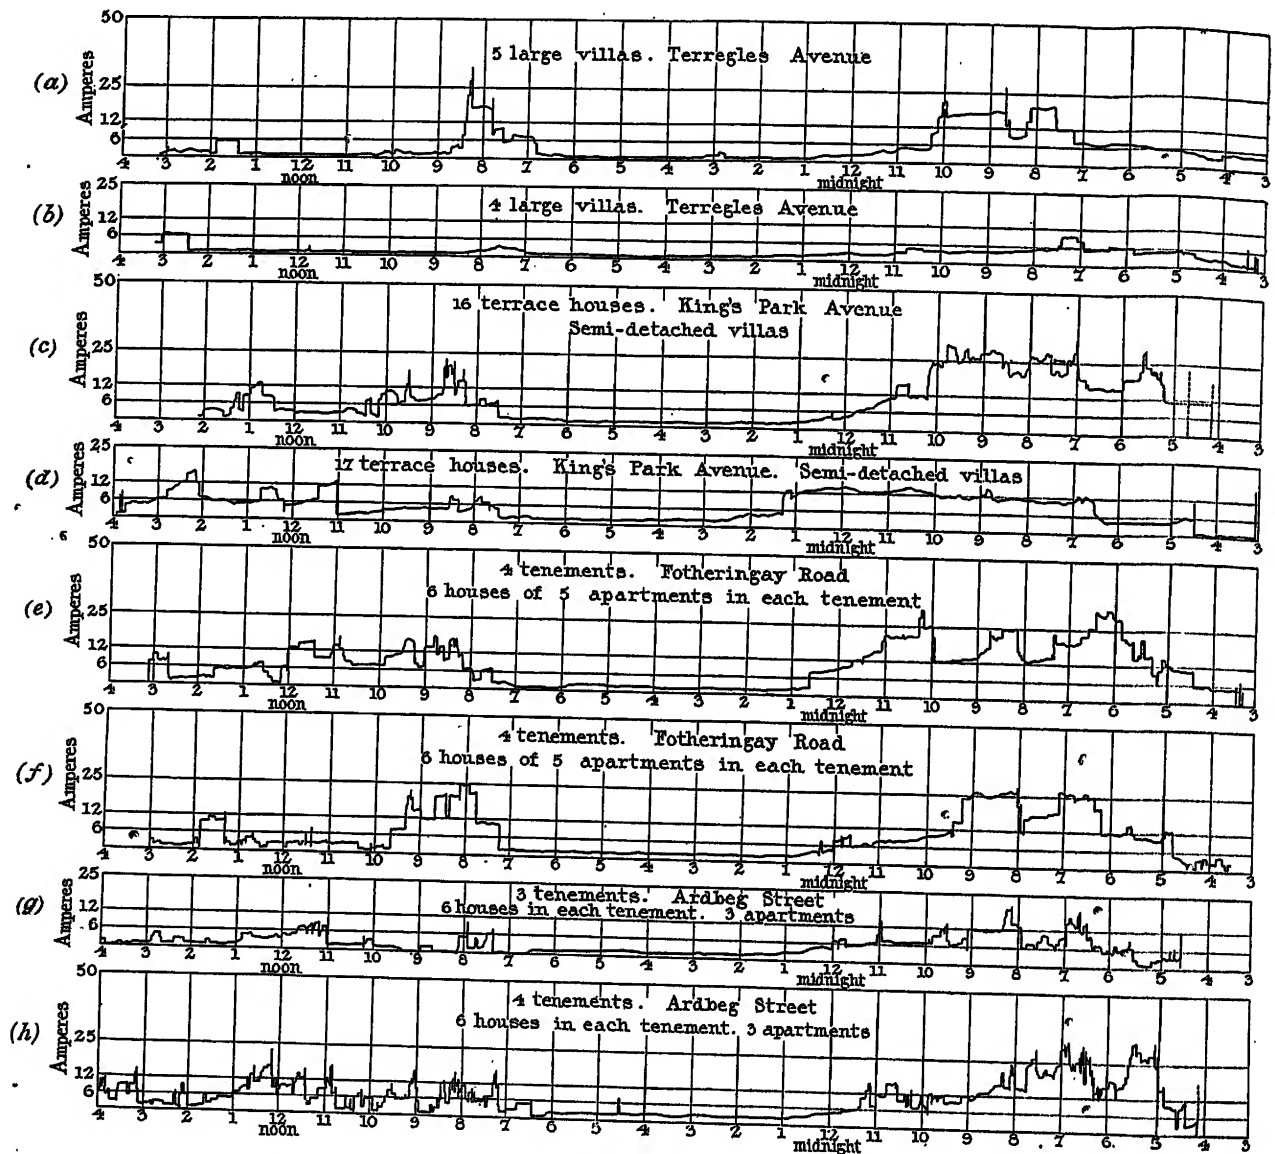 50
(a)
Amperes
25
12
6
5 large villas. Terregles Avenue
4 3 2 1 12 11 10 9 8 7 6 5 4 3 2 1 12 11 10 9 8 7 6 5 4 3
noon midnight
25
(b)
Amperes
12
6
4 large villas. Terregles Avenue
4 3 2 1 12 11 10 9 8 7 6 5 4 3 2 1 12 11 10 9 8 7 6 5 4 3
noon midnight
50
(c)
Amperes
25
12
6
16 terrace houses. King's Park Avenue
Semi-detached villas
4 3 2 1 12 11 10 9 8 7 6 5 4 3 2 1 12 11 10 9 8 7 6 5 4 3
noon midnight
25
(d)
Amperes
12
6
17 terrace houses. King's Park Avenue. Semi-detached villas
4 3 2 1 12 11 10 9 8 7 6 5 4 3 2 1 12 11 10 9 8 7 6 5 4 3
noon midnight
50
(e)
Amperes
25
12
6
4 tenements. Fotheringay Road
6 houses of 5 apartments in each tenement
4 3 2 1 12 11 10 9 8 7 6 5 4 3 2 1 12 11 10 9 8 7 6 5 4 3
noon midnight
50
(f)
Amperes
25
12
6
4 tenements. Fotheringay Road
6 houses of 5 apartments in each tenement
4 3 2 1 12 11 10 9 8 7 6 5 4 3 2 1 12 11 10 9 8 7 6 5 4 3
noon midnight
25
(g)
Amperes
12
6
3 tenements. Ardbeg Street
6 houses in each tenement. 3 apartments
4 3 2 1 12 11 10 9 8 7 6 5 4 3 2 1 12 11 10 9 8 7 6 5 4 3
noon midnight
50
(h)
Amperes
25
12
6
4 tenements. Ardbeg Street
6 houses in each tenement. 3 apartments
4 3 2 1 12 11 10 9 8 7 6 5 4 3 2 1 12 11 10 9 8 7 6 5 4 3
noon midnight